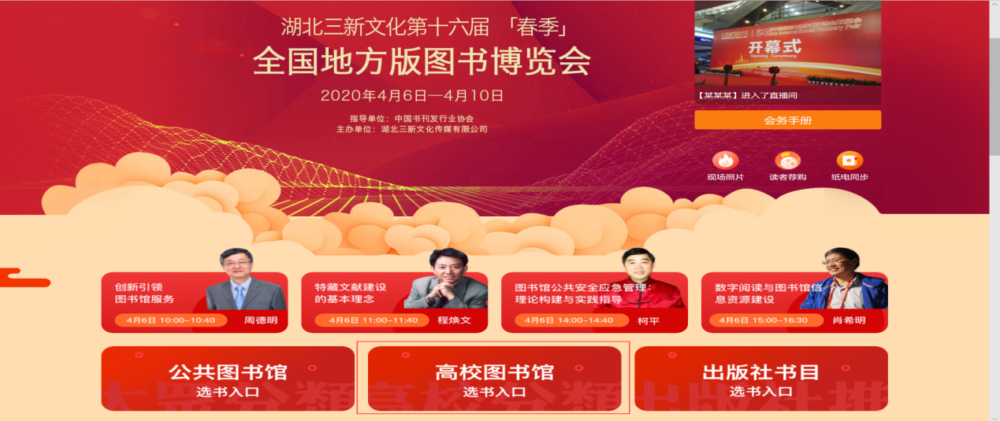 湖北三新文化第十六届 「春季」
全国地方版图书博览会
2020年4月6日—4月10日
指导单位：中国书刊发行业协会
主办单位：湖北三新文化传媒有限公司
开幕式
Opening Ceremony
【某某某】进入了直播间
会务手册
现场照片
读者荐购
纸电同步
创新引领
图书馆服务
4月6日 10:00-10:40
周德明
特藏文献建设
的基本理念
4月6日 11:00-11:40
程焕文
图书馆公共安全应急管理：
理论构建与实践指导
4月6日 14:00-14:40
柯平
数字阅读与图书馆信
息资源建设
4月6日 15:00-16:30
肖希明
公共图书馆
选书入口
高校图书馆
选书入口
出版社书目
选书入口